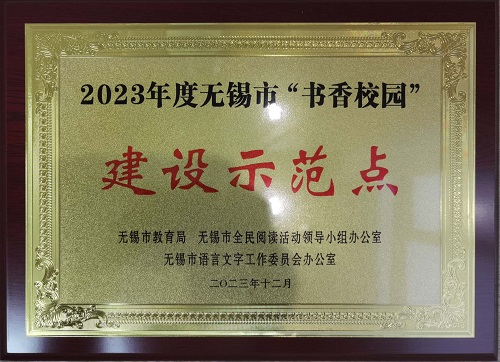 2023年度无锡市“书香校园”
建设示范点
无锡市教育局 无锡市全民阅读活动领导小组办公室
无锡市语言文字工作委员会办公室
二〇二三年十二月